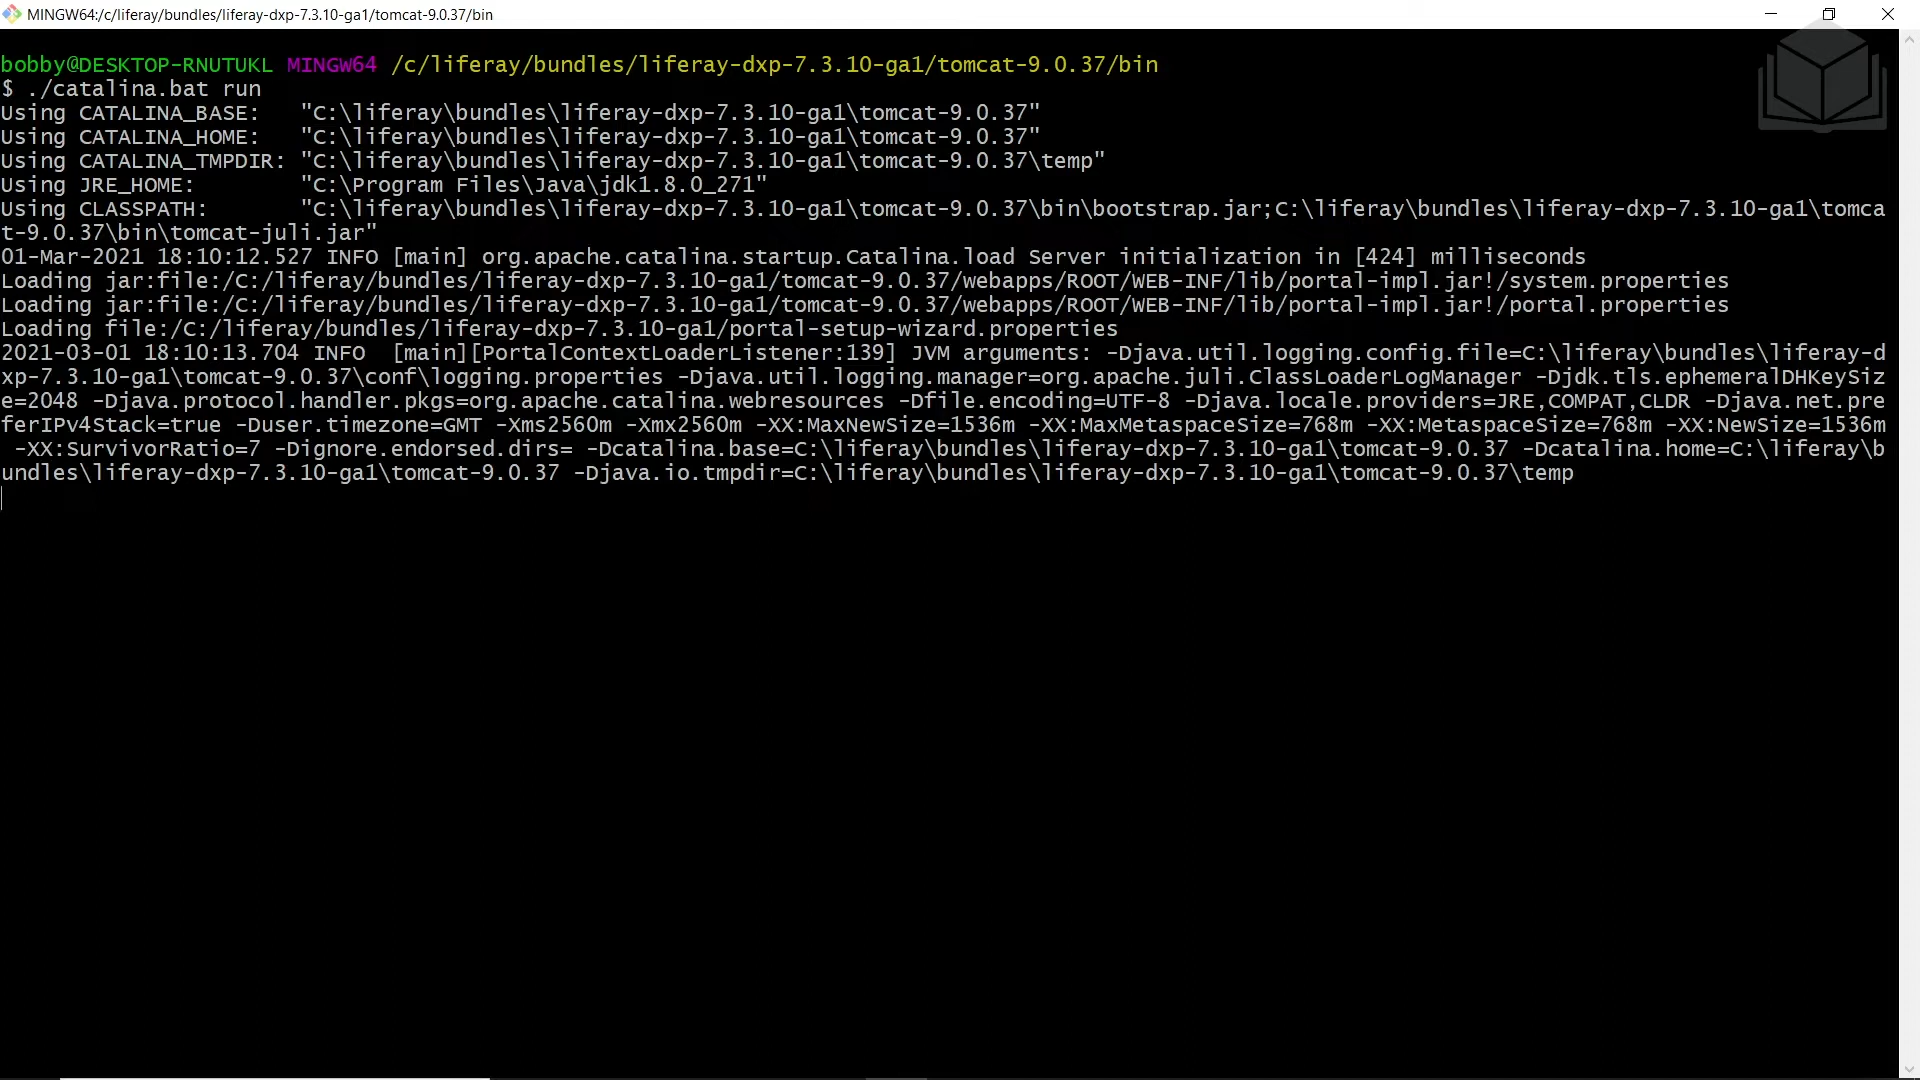 MINGW64:/c/liferay/bundles/liferay-dxp-7.3.10-ga1/tomcat-9.0.37/bin
bobby@DESKTOP-RNUTUKL MINGW64 /c/liferay/bundles/liferay-dxp-7.3.10-ga1/tomcat-9.0.37/bin
$ ./catalina.bat run
Using CATALINA_BASE:   "C:\liferay\bundles\liferay-dxp-7.3.10-ga1\tomcat-9.0.37"
Using CATALINA_HOME:   "C:\liferay\bundles\liferay-dxp-7.3.10-ga1\tomcat-9.0.37"
Using CATALINA_TMPDIR: "C:\liferay\bundles\liferay-dxp-7.3.10-ga1\tomcat-9.0.37\temp"
Using JRE_HOME:        "C:\Program Files\Java\jdk1.8.0_271"
Using CLASSPATH:       "C:\liferay\bundles\liferay-dxp-7.3.10-ga1\tomcat-9.0.37\bin\bootstrap.jar;C:\liferay\bundles\liferay-dxp-7.3.10-ga1\tomca
t-9.0.37\bin\tomcat-juli.jar"
01-Mar-2021 18:10:12.527 INFO [main] org.apache.catalina.startup.Catalina.load Server initialization in [424] milliseconds
Loading jar:file:/C:/liferay/bundles/liferay-dxp-7.3.10-ga1/tomcat-9.0.37/webapps/ROOT/WEB-INF/lib/portal-impl.jar!/system.properties
Loading jar:file:/C:/liferay/bundles/liferay-dxp-7.3.10-ga1/tomcat-9.0.37/webapps/ROOT/WEB-INF/lib/portal-impl.jar!/portal.properties
Loading file:/C:/liferay/bundles/liferay-dxp-7.3.10-ga1/portal-setup-wizard.properties
2021-03-01 18:10:13.704 INFO  [main][PortalContextLoaderListener:139] JVM arguments: -Djava.util.logging.config.file=C:\liferay\bundles\liferay-d
xp-7.3.10-ga1\tomcat-9.0.37\conf\logging.properties -Djava.util.logging.manager=org.apache.juli.ClassLoaderLogManager -Djdk.tls.ephemeralDHKeySiz
e=2048 -Djava.protocol.handler.pkgs=org.apache.catalina.webresources -Dfile.encoding=UTF-8 -Djava.locale.providers=JRE,COMPAT,CLDR -Djava.net.pre
ferIPv4Stack=true -Duser.timezone=GMT -Xms2560m -Xmx2560m -XX:MaxNewSize=1536m -XX:MaxMetaspaceSize=768m -XX:MetaspaceSize=768m -XX:NewSize=1536m
 -XX:SurvivorRatio=7 -Dignore.endorsed.dirs= -Dcatalina.base=C:\liferay\bundles\liferay-dxp-7.3.10-ga1\tomcat-9.0.37 -Dcatalina.home=C:\liferay\b
undles\liferay-dxp-7.3.10-ga1\tomcat-9.0.37 -Djava.io.tmpdir=C:\liferay\bundles\liferay-dxp-7.3.10-ga1\tomcat-9.0.37\temp